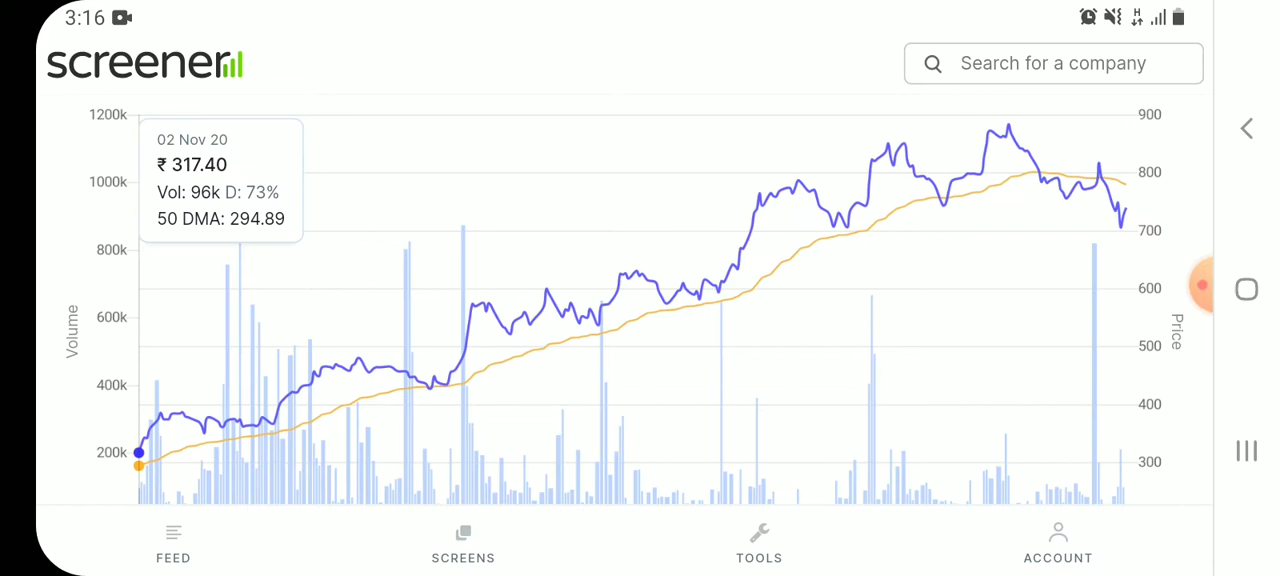 3:16
screener
Search for a company
02 Nov 20
₹ 317.40
Vol: 96k D: 73%
50 DMA: 294.89
1200k
1000k
800k
600k
400k
200k
Volume
900
800
700
600
500
400
300
Price
FEED
SCREENS
TOOLS
ACCOUNT